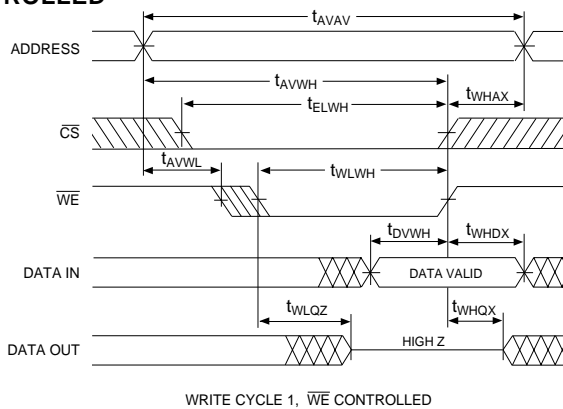 ROLLED
tAVAV
ADDRESS
tAVWH
tELWH
tWHAX
CS
tAVWL
tWLWH
WE
tDVWH
tWHDX
DATA IN
DATA VALID
tWLQZ
tWHQX
DATA OUT
HIGH Z
WRITE CYCLE 1, WE CONTROLLED